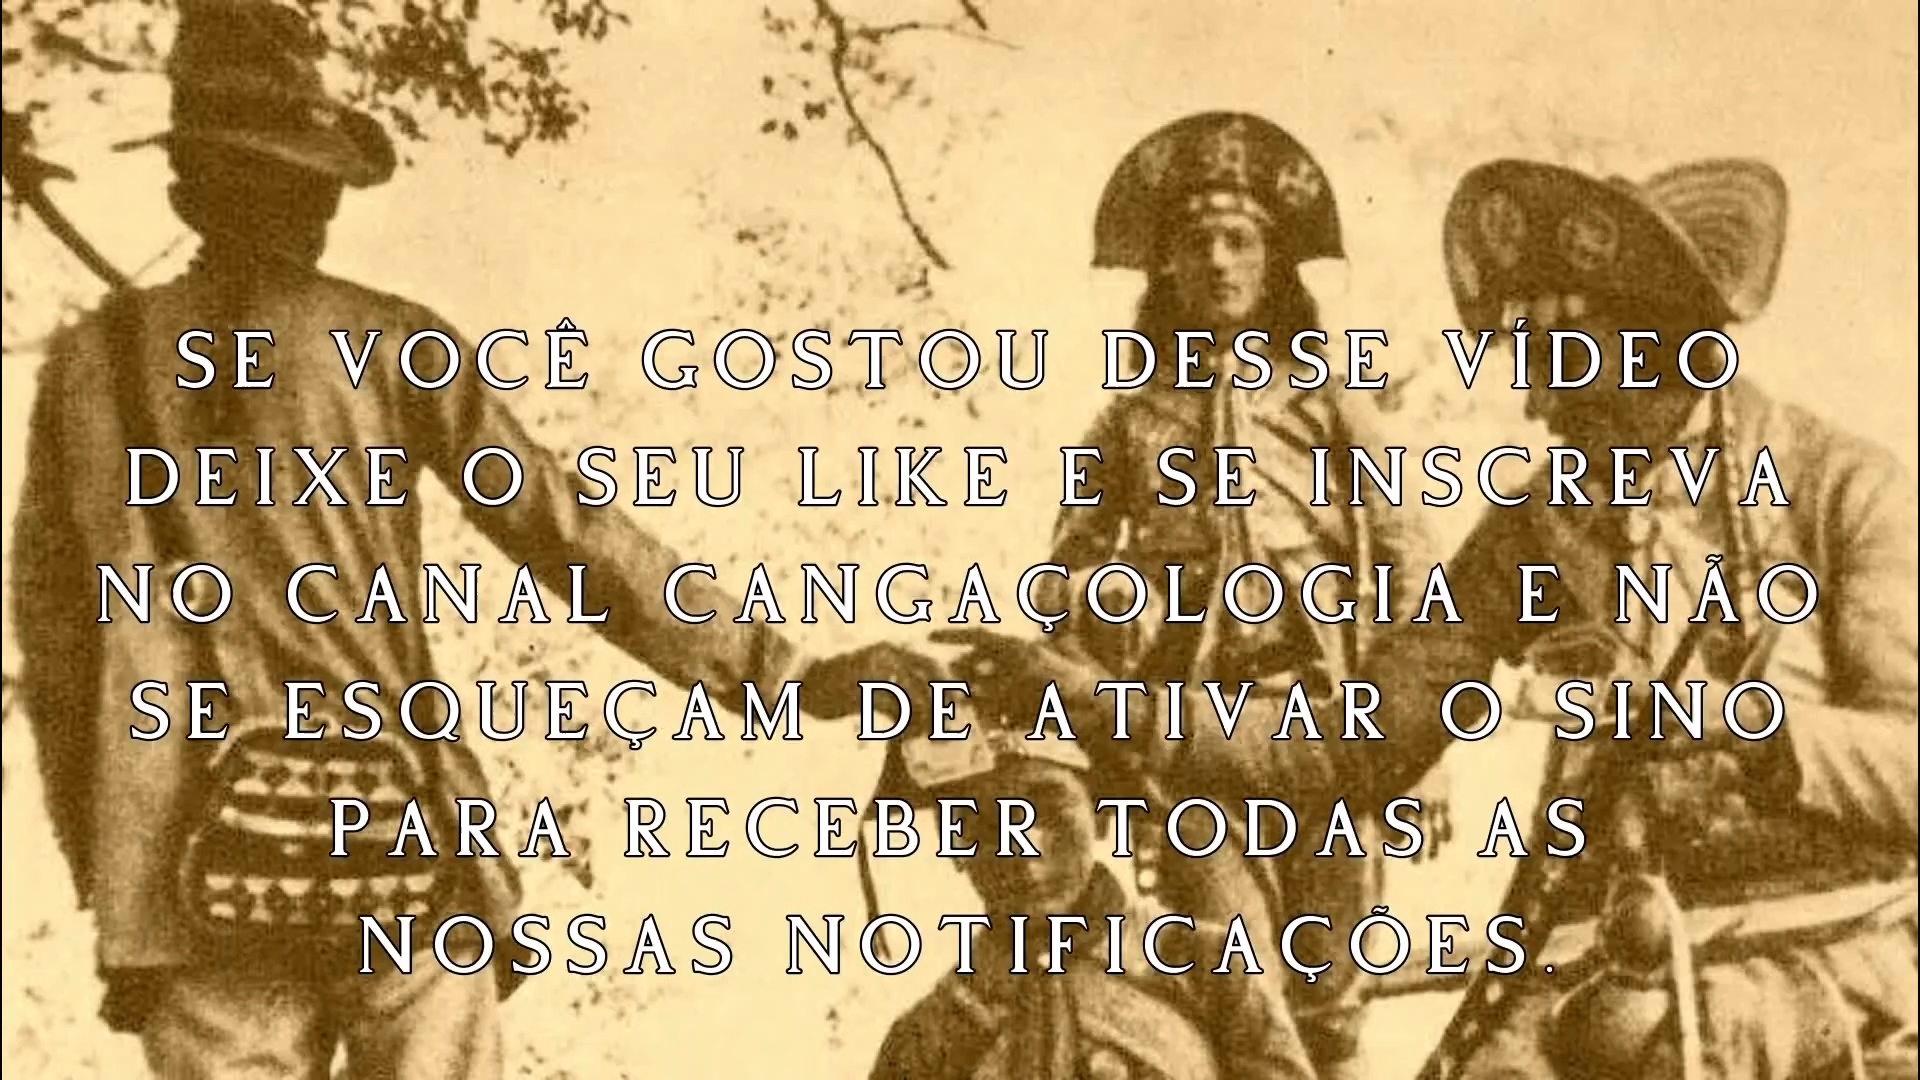 SE VOCÊ GOSTOU DESSE VÍDEO
DEIXE O SEU LIKE E SE INSCREVA
NO CANAL CANGAÇOLOGIA E NÃO
SE ESQUEÇAM DE ATIVAR O SINO
PARA RECEBER TODAS AS
NOSSAS NOTIFICAÇÕES.